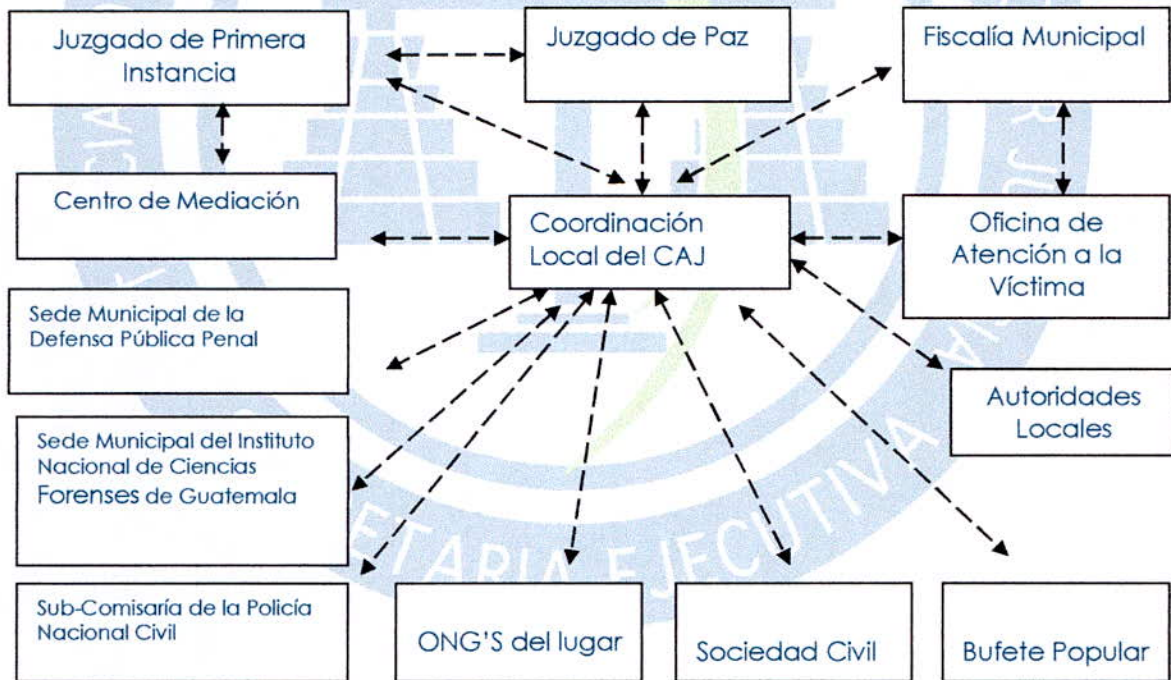 Juzgado de Primera
Instancia
Juzgado de Paz
Fiscalía Municipal
Centro de Mediación
Coordinación
Local del CAJ
Oficina de
Atención a la
Víctima
Sede Municipal de la
Defensa Pública Penal
Autoridades
Locales
Sede Municipal del Instituto
Nacional de Ciencias
Forenses de Guatemala
Sub-Comisaría de la Policía
Nacional Civil
ONG'S del lugar
Sociedad Civil
Bufete Popular
ETARIA EJECUTIVA